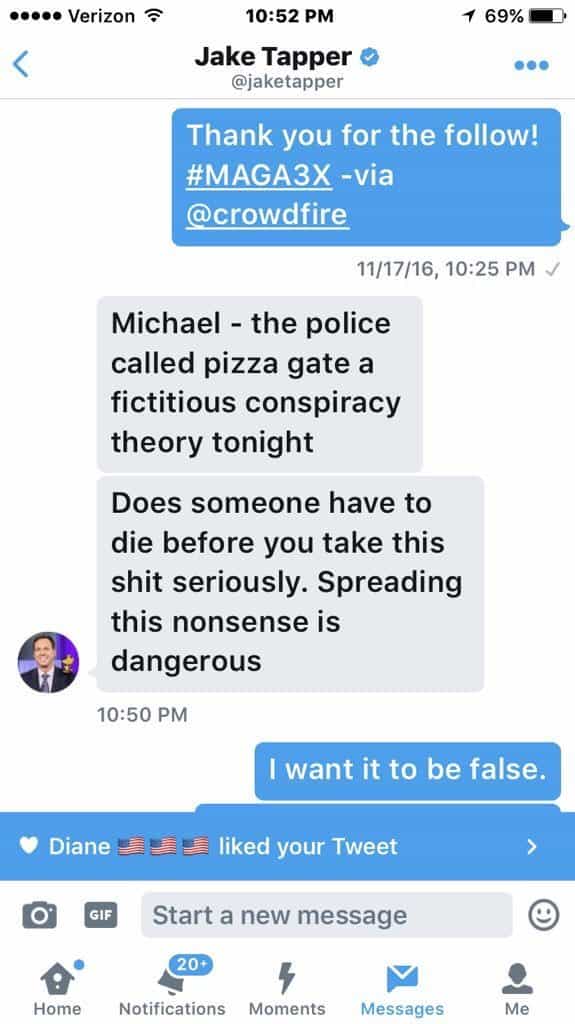 Verizon 10:52 PM 69%
Jake Tapper
@jaketapper
Thank you for the follow!
#MAGA3X -via
@crowdfire
11/17/16, 10:25 PM
Michael - the police
called pizza gate a
fictitious conspiracy
theory tonight
Does someone have to
die before you take this
shit seriously. Spreading
this nonsense is
dangerous
10:50 PM
I want it to be false.
Diane 🇺🇸🇺🇸🇺🇸 liked your Tweet
GIF Start a new message
20+
Home Notifications Moments Messages Me